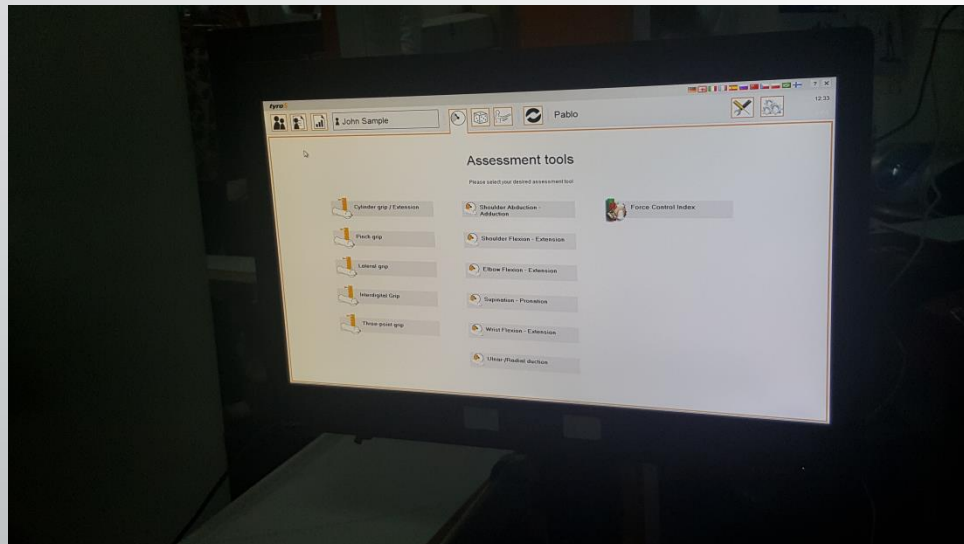 tyroS
12:33
John Sample
Pablo
Assessment tools
Please select your desired assessment tool
Cylinder grip / Extension
Pinch grip
Lateral grip
Interdigital Grip
Three-point grip
Shoulder Abduction -
Adduction
Shoulder Flexion - Extension
Elbow Flexion - Extension
Supination - Pronation
Wrist Flexion - Extension
Ulnar-/Radial duction
Force Control Index